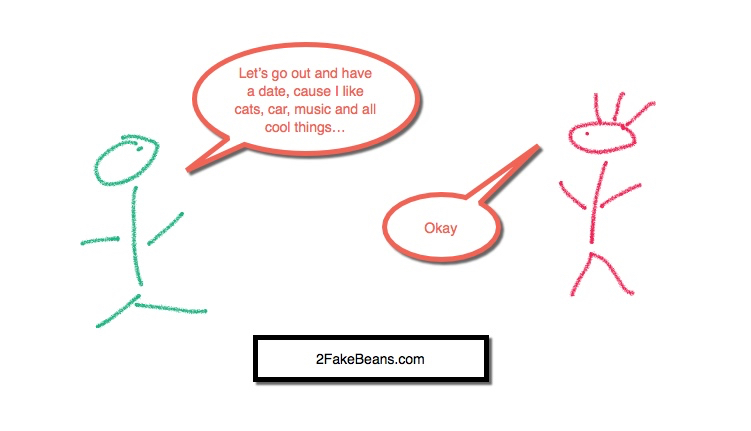 Let’s go out and have
a date, cause I like
cats, car, music and all
cool things…
Okay
2FakeBeans.com